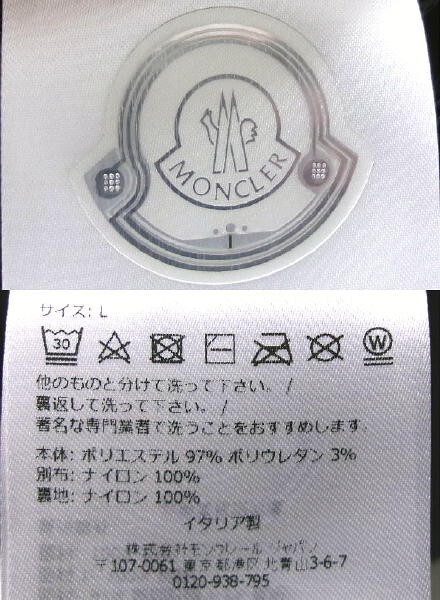 MONCLER
サイズ: L
30
W
他のものと分けて洗って下さい。 /
裏返して洗って下さい。 /
著名な専門業者で洗うことをおすすめします。
本体: ポリエステル 97% ポリウレタン 3%
別布: ナイロン 100%
裏地: ナイロン 100%
イタリア製
株式会社モンクレール ジャパン
〒107-0061 東京都港区 北青山3-6-7
0120-938-795